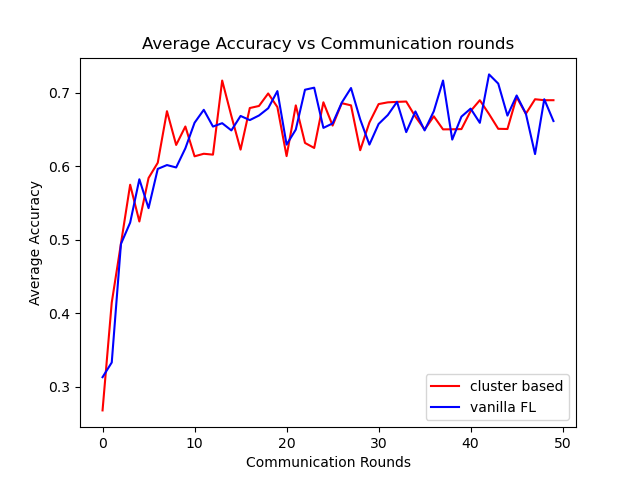 Average Accuracy vs Communication rounds
0.7
0.6
0.5
0.4
0.3
Average Accuracy
cluster based
vanilla FL
0 10 20 30 40 50
Communication Rounds